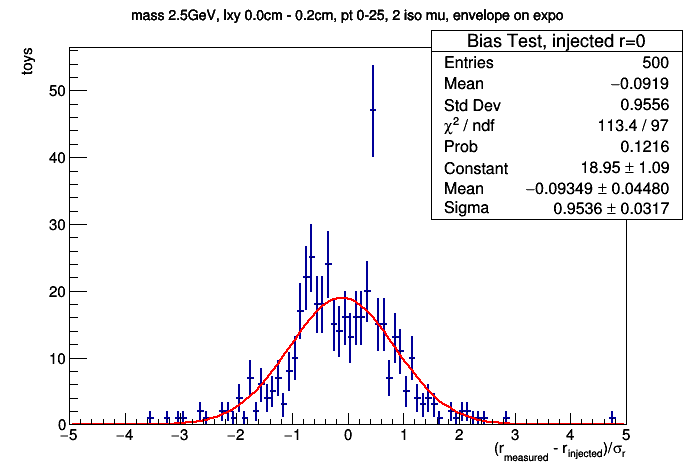 mass 2.5GeV, lxy 0.0cm - 0.2cm, pt 0-25, 2 iso mu, envelope on expo
Bias Test, injected r=0
Entries 500
Mean −0.0919
Std Dev 0.9556
χ² / ndf 113.4 / 97
Prob 0.1216
Constant 18.95 ± 1.09
Mean −0.09349 ± 0.04480
Sigma 0.9536 ± 0.0317
toys
50
40
30
20
10
0
−5 −4 −3 −2 −1 0 1 2 3 4 5
(r_measured - r_injected)/σ_r